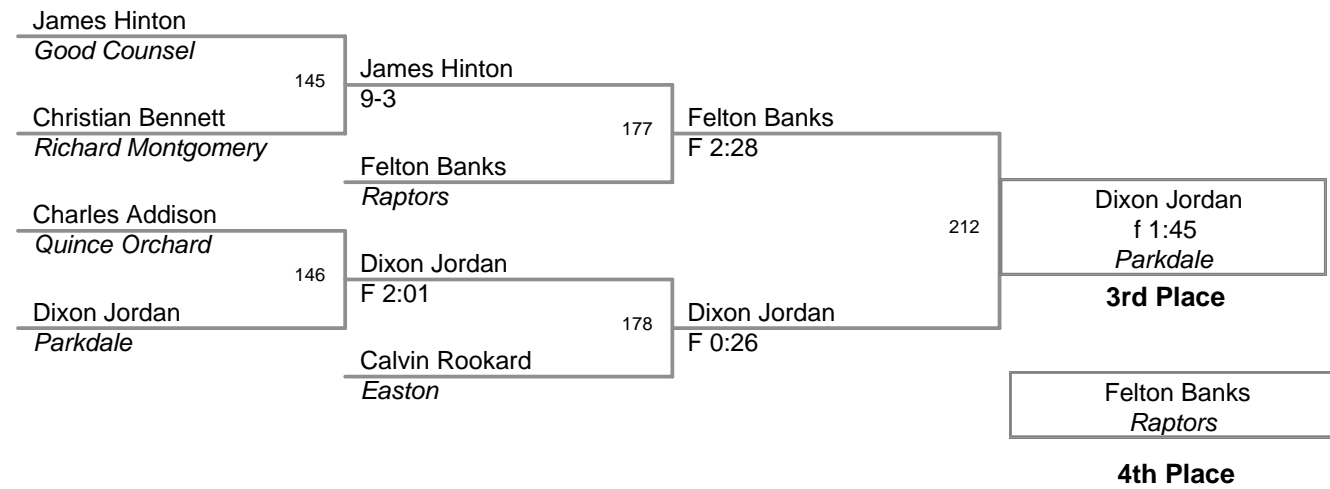 James Hinton
Good Counsel
145
James Hinton
9-3
Christian Bennett
Richard Montgomery
177
Felton Banks
F 2:28
Felton Banks
Raptors
Charles Addison
Quince Orchard
146
Dixon Jordan
F 2:01
Dixon Jordan
Parkdale
178
Dixon Jordan
F 0:26
Calvin Rookard
Easton
212
Dixon Jordan
f 1:45
Parkdale
3rd Place
Felton Banks
Raptors
4th Place